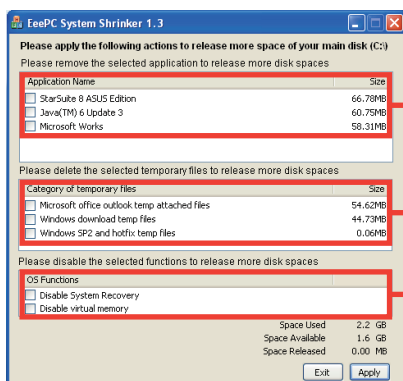 EeePC System Shrinker 1.3
Please apply the following actions to release more space of your main disk (C:\)
Please remove the selected application to release more disk spaces
Application Name Size
StarSuite 8 ASUS Edition 66.78MB
Java(TM) 6 Update 3 60.75MB
Microsoft Works 58.31MB
Please delete the selected temporary files to release more disk spaces
Category of temporary files Size
Microsoft office outlook temp attached files 54.62MB
Windows download temp files 44.73MB
Windows SP2 and hotfix temp files 0.06MB
Please disable the selected functions to release more disk spaces
OS Functions
Disable System Recovery
Disable virtual memory
Space Used 2.2 GB
Space Available 1.6 GB
Space Released 0.00 MB
Exit Apply